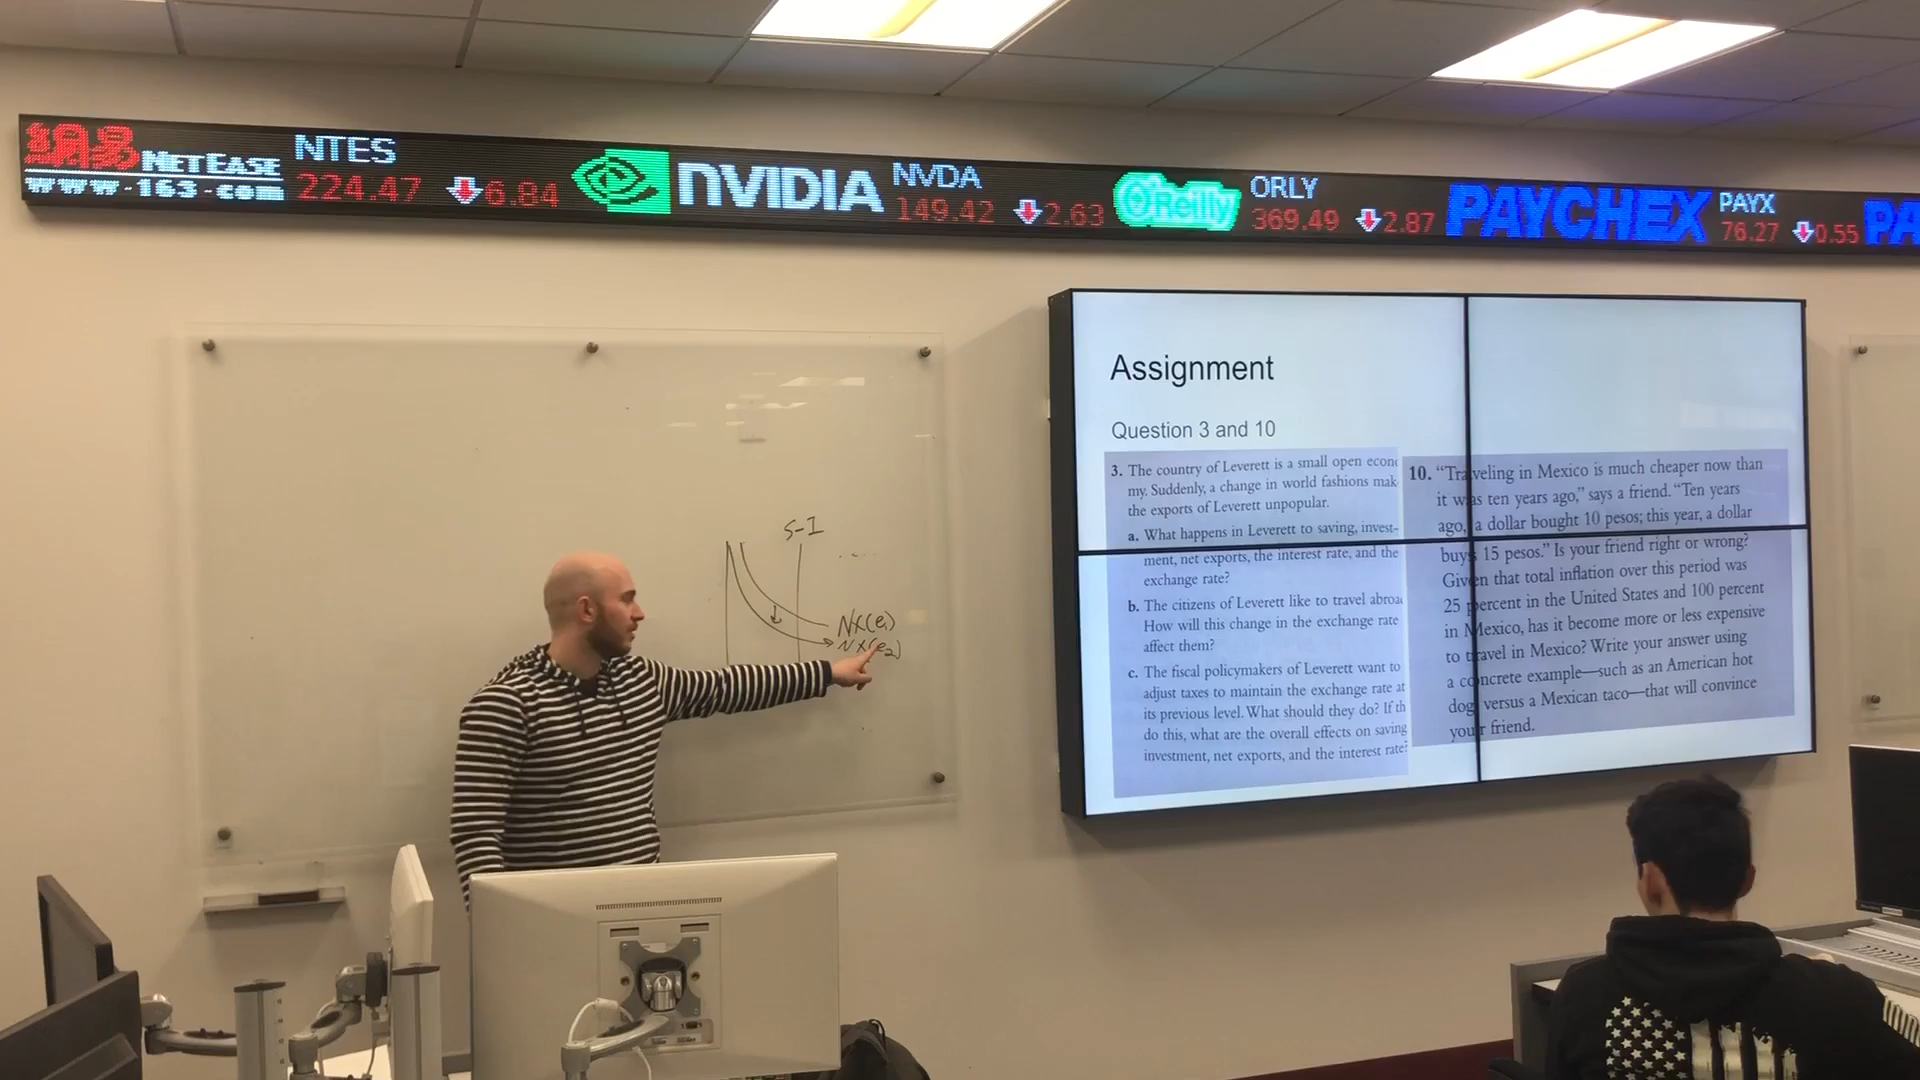 NETEASE
www.163.com
NTES
224.47 6.84
NVIDIA
NVDA
149.42 2.63
O'Reilly
ORLY
369.49 2.87
PAYCHEX
PAYX
76.27 0.55
PA
S-I
NX(e1)
NX(e2)
Assignment
Question 3 and 10
3. The country of Leverett is a small open econo
my. Suddenly, a change in world fashions mak
the exports of Leverett unpopular.
a. What happens in Leverett to saving, invest-
ment, net exports, the interest rate, and the
exchange rate?
b. The citizens of Leverett like to travel abroa
How will this change in the exchange rate
affect them?
c. The fiscal policymakers of Leverett want to
adjust taxes to maintain the exchange rate at
its previous level. What should they do? If th
do this, what are the overall effects on saving
investment, net exports, and the interest rate?
10. "Traveling in Mexico is much cheaper now than
it was ten years ago," says a friend. "Ten years
ago, a dollar bought 10 pesos; this year, a dollar
buys 15 pesos." Is your friend right or wrong?
Given that total inflation over this period was
25 percent in the United States and 100 percent
in Mexico, has it become more or less expensive
to travel in Mexico? Write your answer using
a concrete example—such as an American hot
dog versus a Mexican taco—that will convince
your friend.